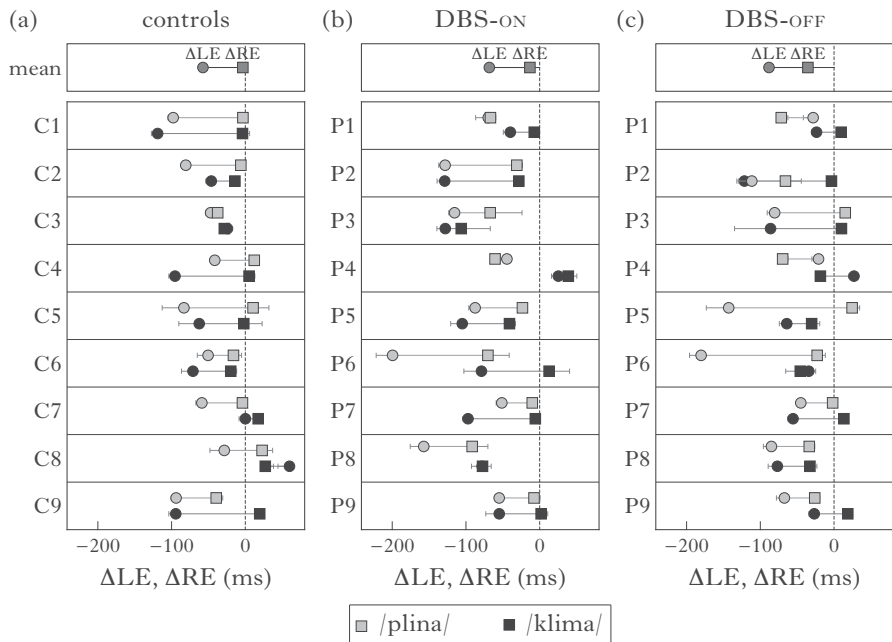 (a) controls (b) DBS-ON (c) DBS-OFF
mean ΔLE ΔRE ΔLE ΔRE ΔLE ΔRE
C1 P1 P1
C2 P2 P2
C3 P3 P3
C4 P4 P4
C5 P5 P5
C6 P6 P6
C7 P7 P7
C8 P8 P8
C9 P9 P9
−200 −100 0 −200 −100 0 −200 −100 0
ΔLE, ΔRE (ms) ΔLE, ΔRE (ms) ΔLE, ΔRE (ms)
/plina/ /klima/